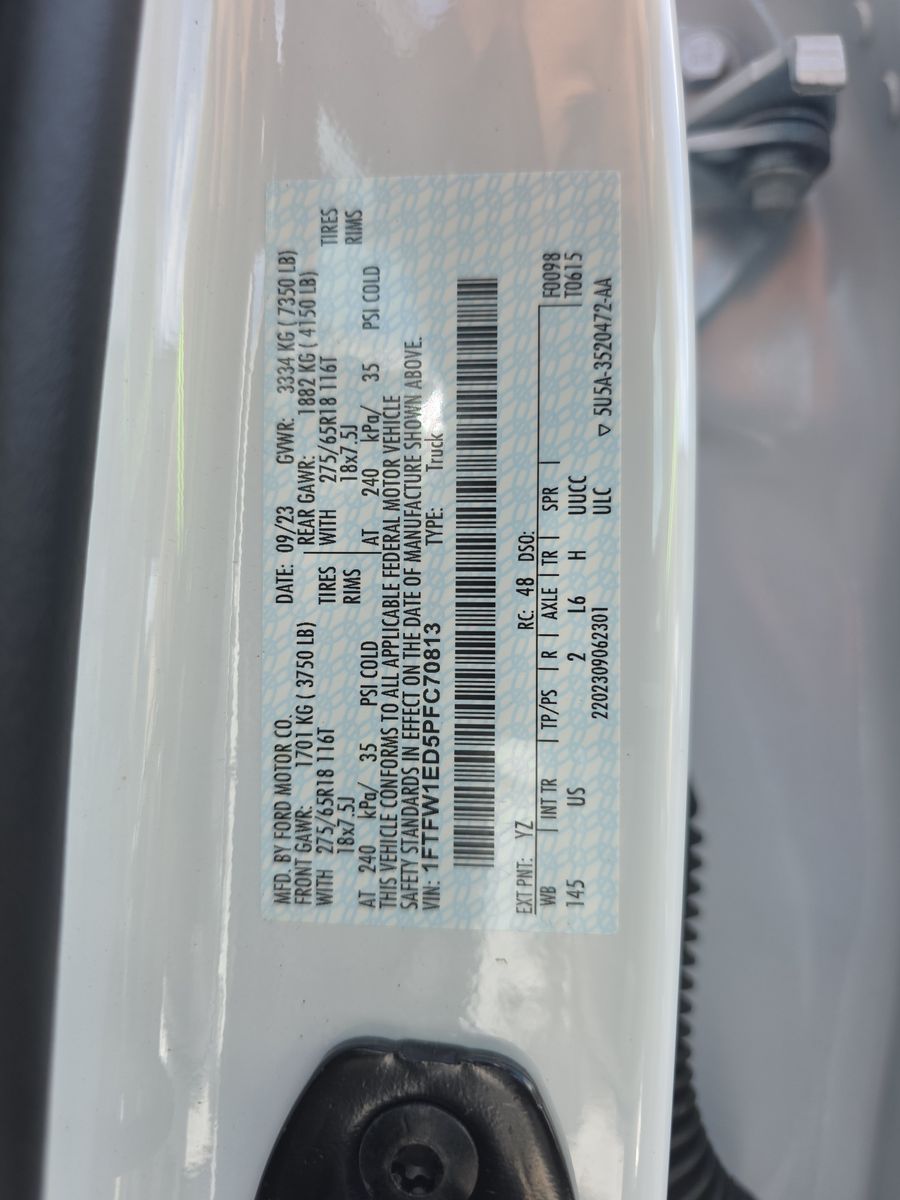 MFD. BY FORD MOTOR CO.
DATE: 09/23 GVWR: 3334 KG ( 7350 LB)
FRONT GAWR: 1701 KG ( 3750 LB) REAR GAWR: 1882 KG ( 4150 LB)
WITH 275/65R18 116T TIRES WITH 275/65R18 116T TIRES
18x7.5J RIMS 18x7.5J RIMS
AT 240 kPa/ 35 PSI COLD AT 240 kPa/ 35 PSI COLD
THIS VEHICLE CONFORMS TO ALL APPLICABLE FEDERAL MOTOR VEHICLE
SAFETY STANDARDS IN EFFECT ON THE DATE OF MANUFACTURE SHOWN ABOVE.
VIN: 1FTFW1ED5PFC70813 TYPE: Truck
EXT PNT: YZ RC: 48 DSO:
WB INT TR TP/PS R AXLE TR SPR F0098
145 US 2 L6 H UUCC T0615
2202309062301 ULC ▽ 5U5A-3520472-AA